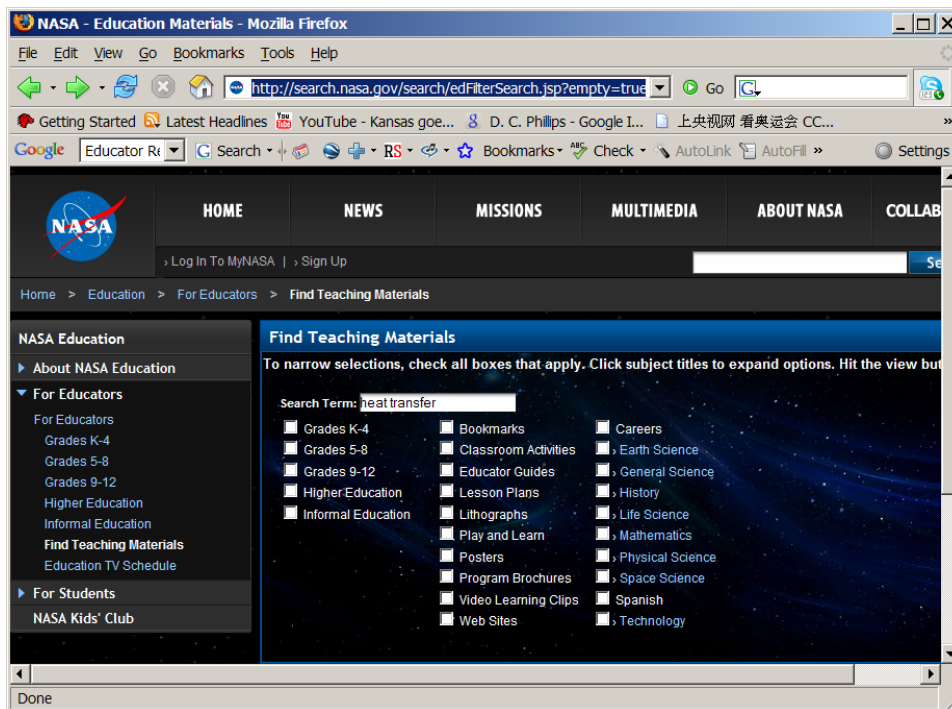 NASA - Education Materials - Mozilla Firefox
File Edit View Go Bookmarks Tools Help
http://search.nasa.gov/search/edFilterSearch.jsp?empty=true Go G
Getting Started Latest Headlines YouTube - Kansas goe... D. C. Phillips - Google I... 上央视网 看奥运会 CC... »
Google Educator Re G Search RS Bookmarks ABC Check AutoLink AutoFill » Settings
NASA HOME NEWS MISSIONS MULTIMEDIA ABOUT NASA COLLAB
› Log In To MyNASA | › Sign Up Se
Home > Education > For Educators > Find Teaching Materials
NASA Education
About NASA Education
For Educators
For Educators
Grades K-4
Grades 5-8
Grades 9-12
Higher Education
Informal Education
Find Teaching Materials
Education TV Schedule
For Students
NASA Kids' Club
Find Teaching Materials
To narrow selections, check all boxes that apply. Click subject titles to expand options. Hit the view but
Search Term: heat transfer
Grades K-4
Grades 5-8
Grades 9-12
Higher Education
Informal Education
Bookmarks
Classroom Activities
Educator Guides
Lesson Plans
Lithographs
Play and Learn
Posters
Program Brochures
Video Learning Clips
Web Sites
Careers
› Earth Science
› General Science
› History
› Life Science
› Mathematics
› Physical Science
› Space Science
Spanish
› Technology
Done